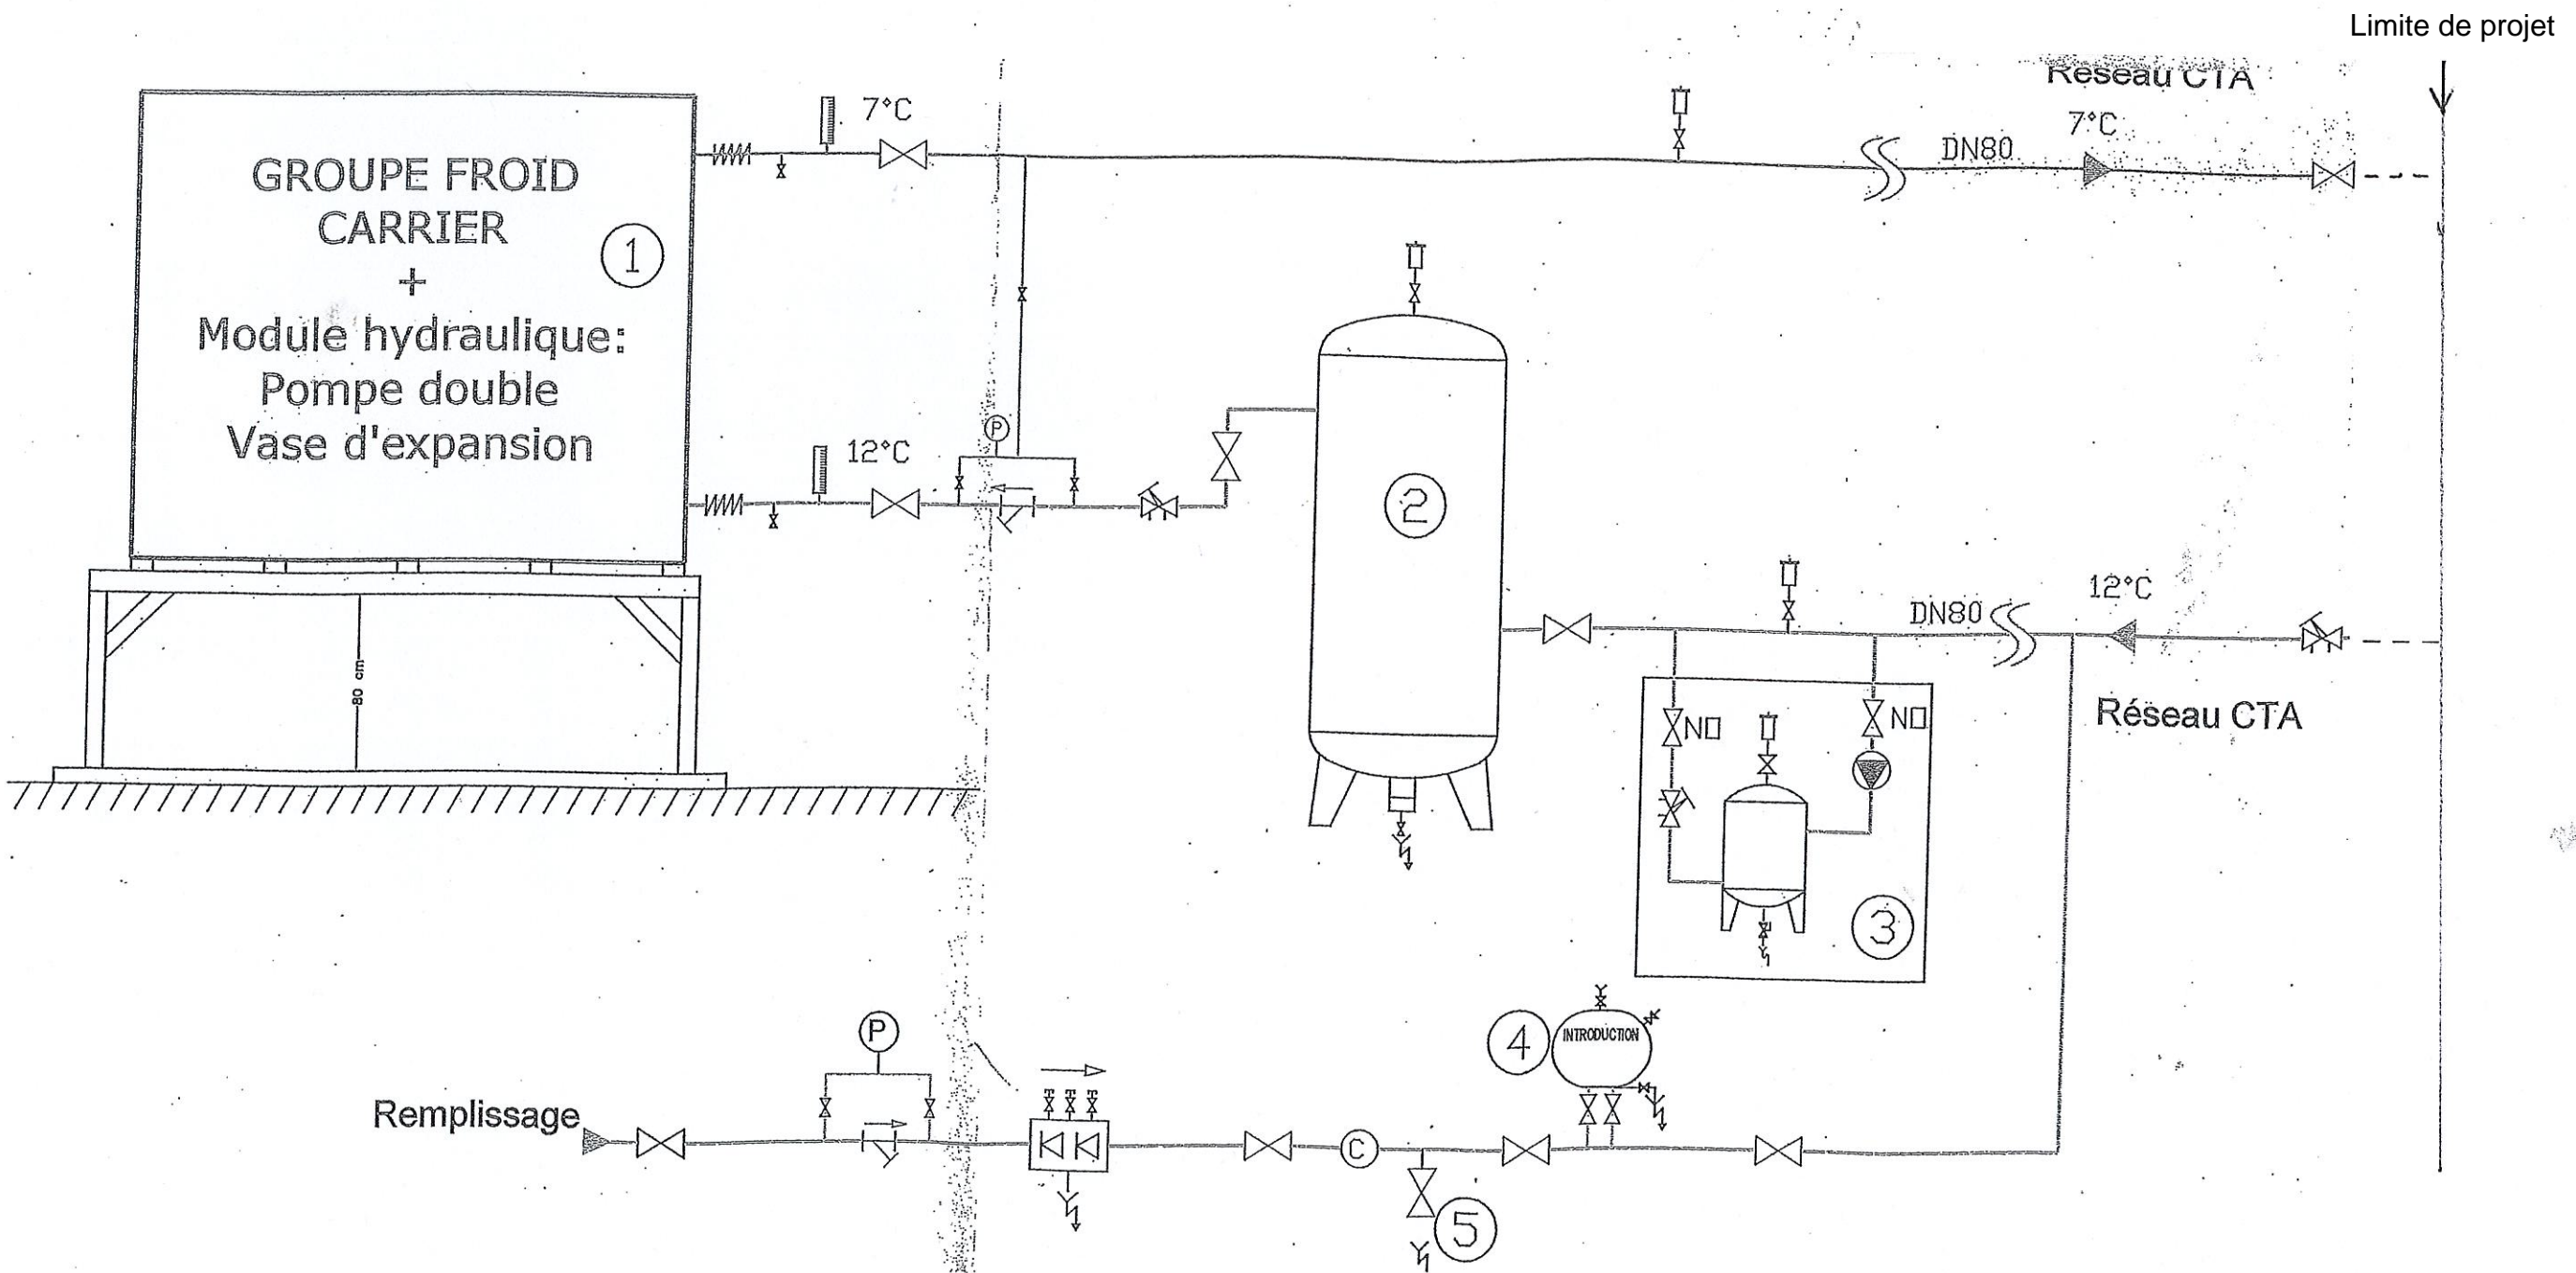 Limite de projet
Réseau CTA
7°C
7°C
DN80
GROUPE FROID
CARRIER
1
+
Module hydraulique:
Pompe double
Vase d'expansion
P
12°C
2
12°C
DN80
80 cm
NO
NO
Réseau CTA
3
P
4
INTRODUCTION
Remplissage
C
5